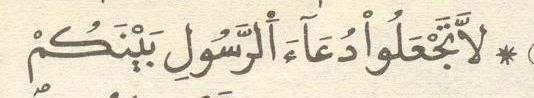 * لَّا تَجْعَلُوا۟ دُعَآءَ ٱلرَّسُولِ بَيْنَكُمْ